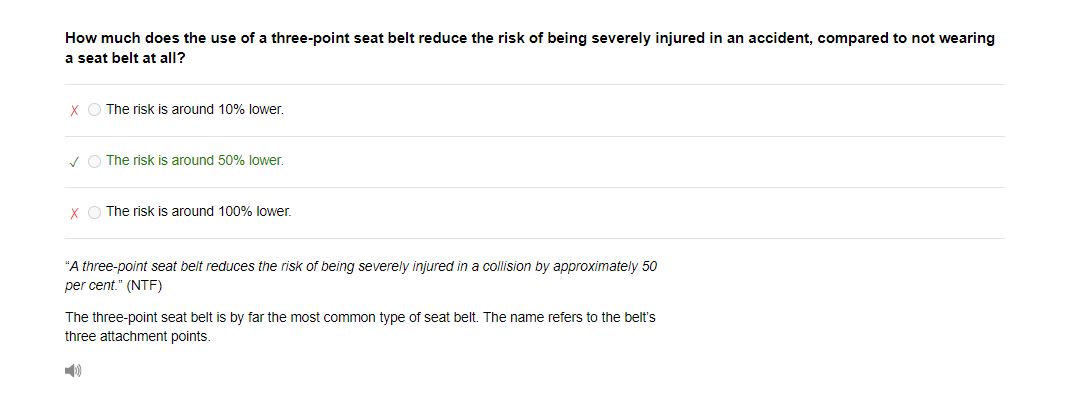 How much does the use of a three-point seat belt reduce the risk of being severely injured in an accident, compared to not wearing
a seat belt at all?
The risk is around 10% lower.
The risk is around 50% lower.
The risk is around 100% lower.
“A three-point seat belt reduces the risk of being severely injured in a collision by approximately 50
per cent.” (NTF)
The three-point seat belt is by far the most common type of seat belt. The name refers to the belt’s
three attachment points.